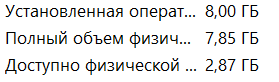 Установленная операт... 8,00 ГБ
Полный объем физич... 7,85 ГБ
Доступно физической ... 2,87 ГБ